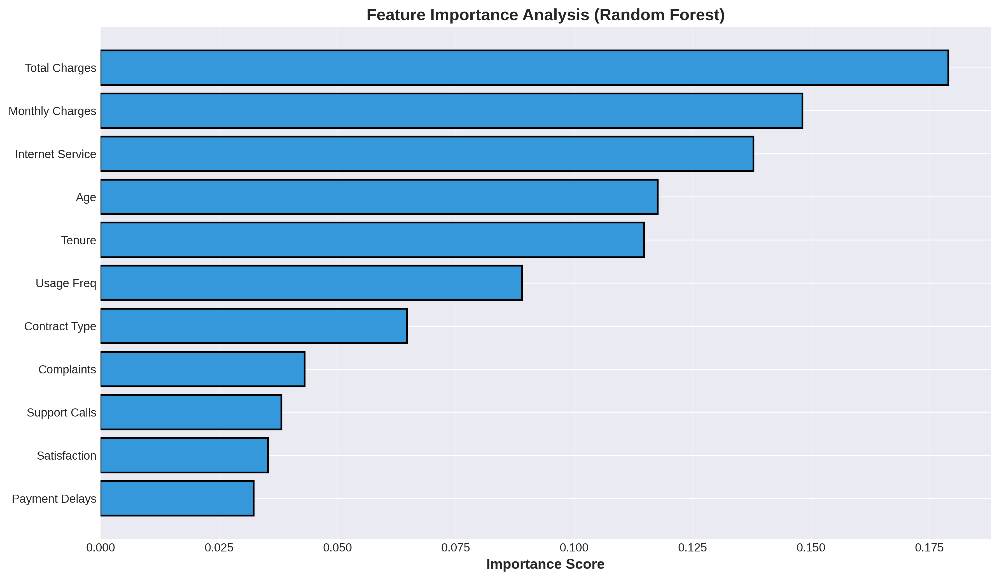 Feature Importance Analysis (Random Forest)
Total Charges
Monthly Charges
Internet Service
Age
Tenure
Usage Freq
Contract Type
Complaints
Support Calls
Satisfaction
Payment Delays
0.000 0.025 0.050 0.075 0.100 0.125 0.150 0.175
Importance Score